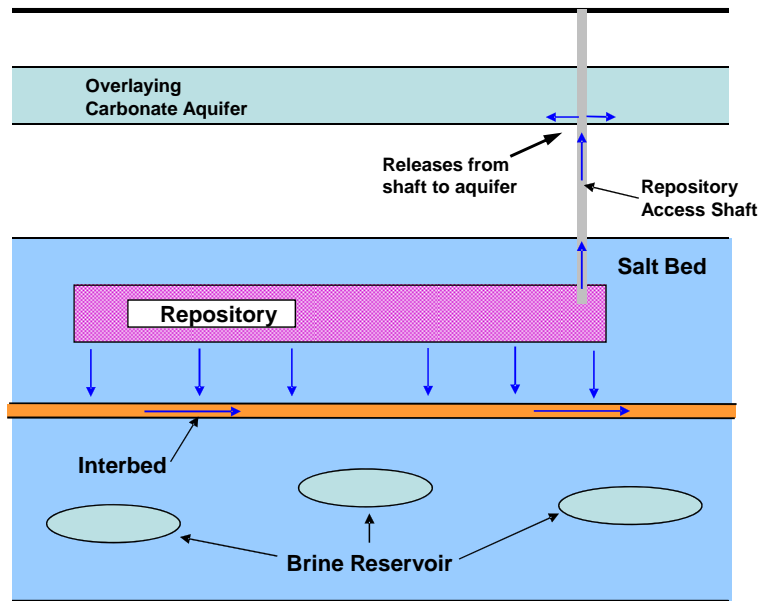 Overlaying
Carbonate Aquifer
Releases from
shaft to aquifer
Repository
Access Shaft
Salt Bed
Repository
Interbed
Brine Reservoir